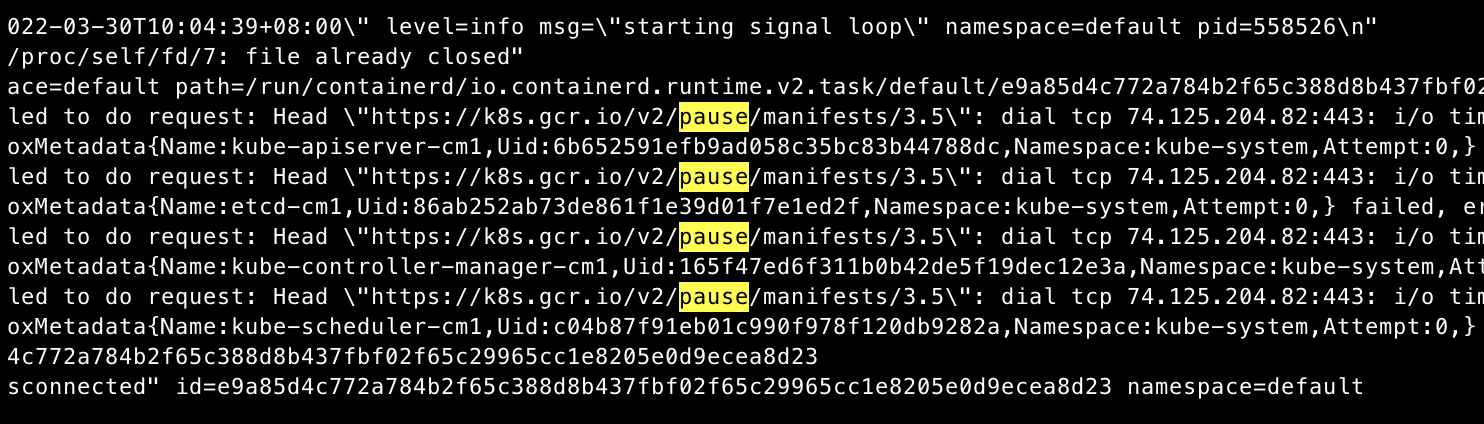 022-03-30T10:04:39+08:00\" level=info msg=\"starting signal loop\" namespace=default pid=558526\n"
/proc/self/fd/7: file already closed"
ace=default path=/run/containerd/io.containerd.runtime.v2.task/default/e9a85d4c772a784b2f65c388d8b437fbf02
led to do request: Head \"https://k8s.gcr.io/v2/pause/manifests/3.5\": dial tcp 74.125.204.82:443: i/o tim
oxMetadata{Name:kube-apiserver-cm1,Uid:6b652591efb9ad058c35bc83b44788dc,Namespace:kube-system,Attempt:0,}
led to do request: Head \"https://k8s.gcr.io/v2/pause/manifests/3.5\": dial tcp 74.125.204.82:443: i/o tim
oxMetadata{Name:etcd-cm1,Uid:86ab252ab73de861f1e39d01f7e1ed2f,Namespace:kube-system,Attempt:0,} failed, er
led to do request: Head \"https://k8s.gcr.io/v2/pause/manifests/3.5\": dial tcp 74.125.204.82:443: i/o tim
oxMetadata{Name:kube-controller-manager-cm1,Uid:165f47ed6f311b0b42de5f19dec12e3a,Namespace:kube-system,Att
led to do request: Head \"https://k8s.gcr.io/v2/pause/manifests/3.5\": dial tcp 74.125.204.82:443: i/o tim
oxMetadata{Name:kube-scheduler-cm1,Uid:c04b87f91eb01c990f978f120db9282a,Namespace:kube-system,Attempt:0,}
4c772a784b2f65c388d8b437fbf02f65c29965cc1e8205e0d9ecea8d23
sconnected" id=e9a85d4c772a784b2f65c388d8b437fbf02f65c29965cc1e8205e0d9ecea8d23 namespace=default